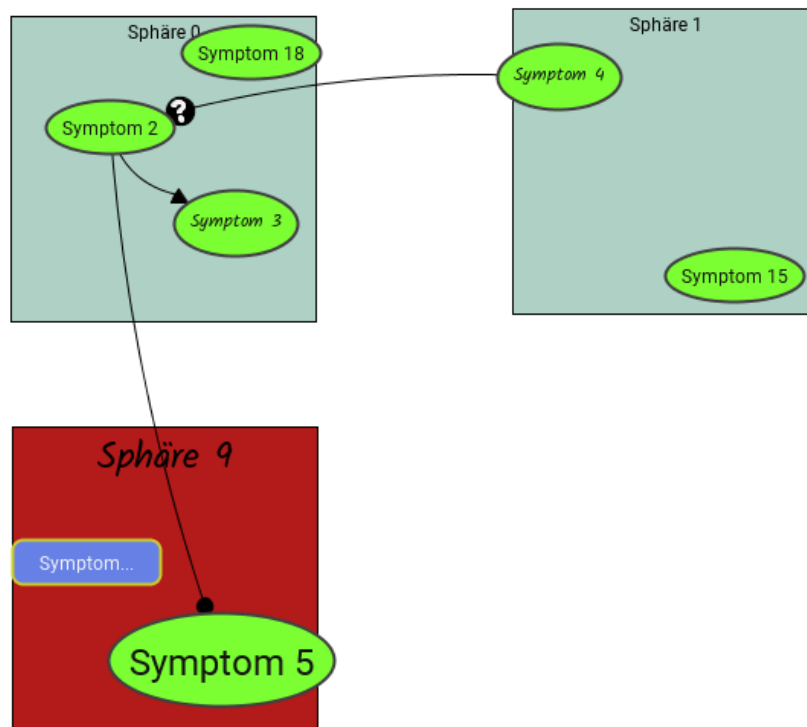 Sphäre 0
Symptom 18
?
Symptom 2
Symptom 3
Sphäre 1
Symptom 4
Symptom 15
Sphäre 9
Symptom...
Symptom 5